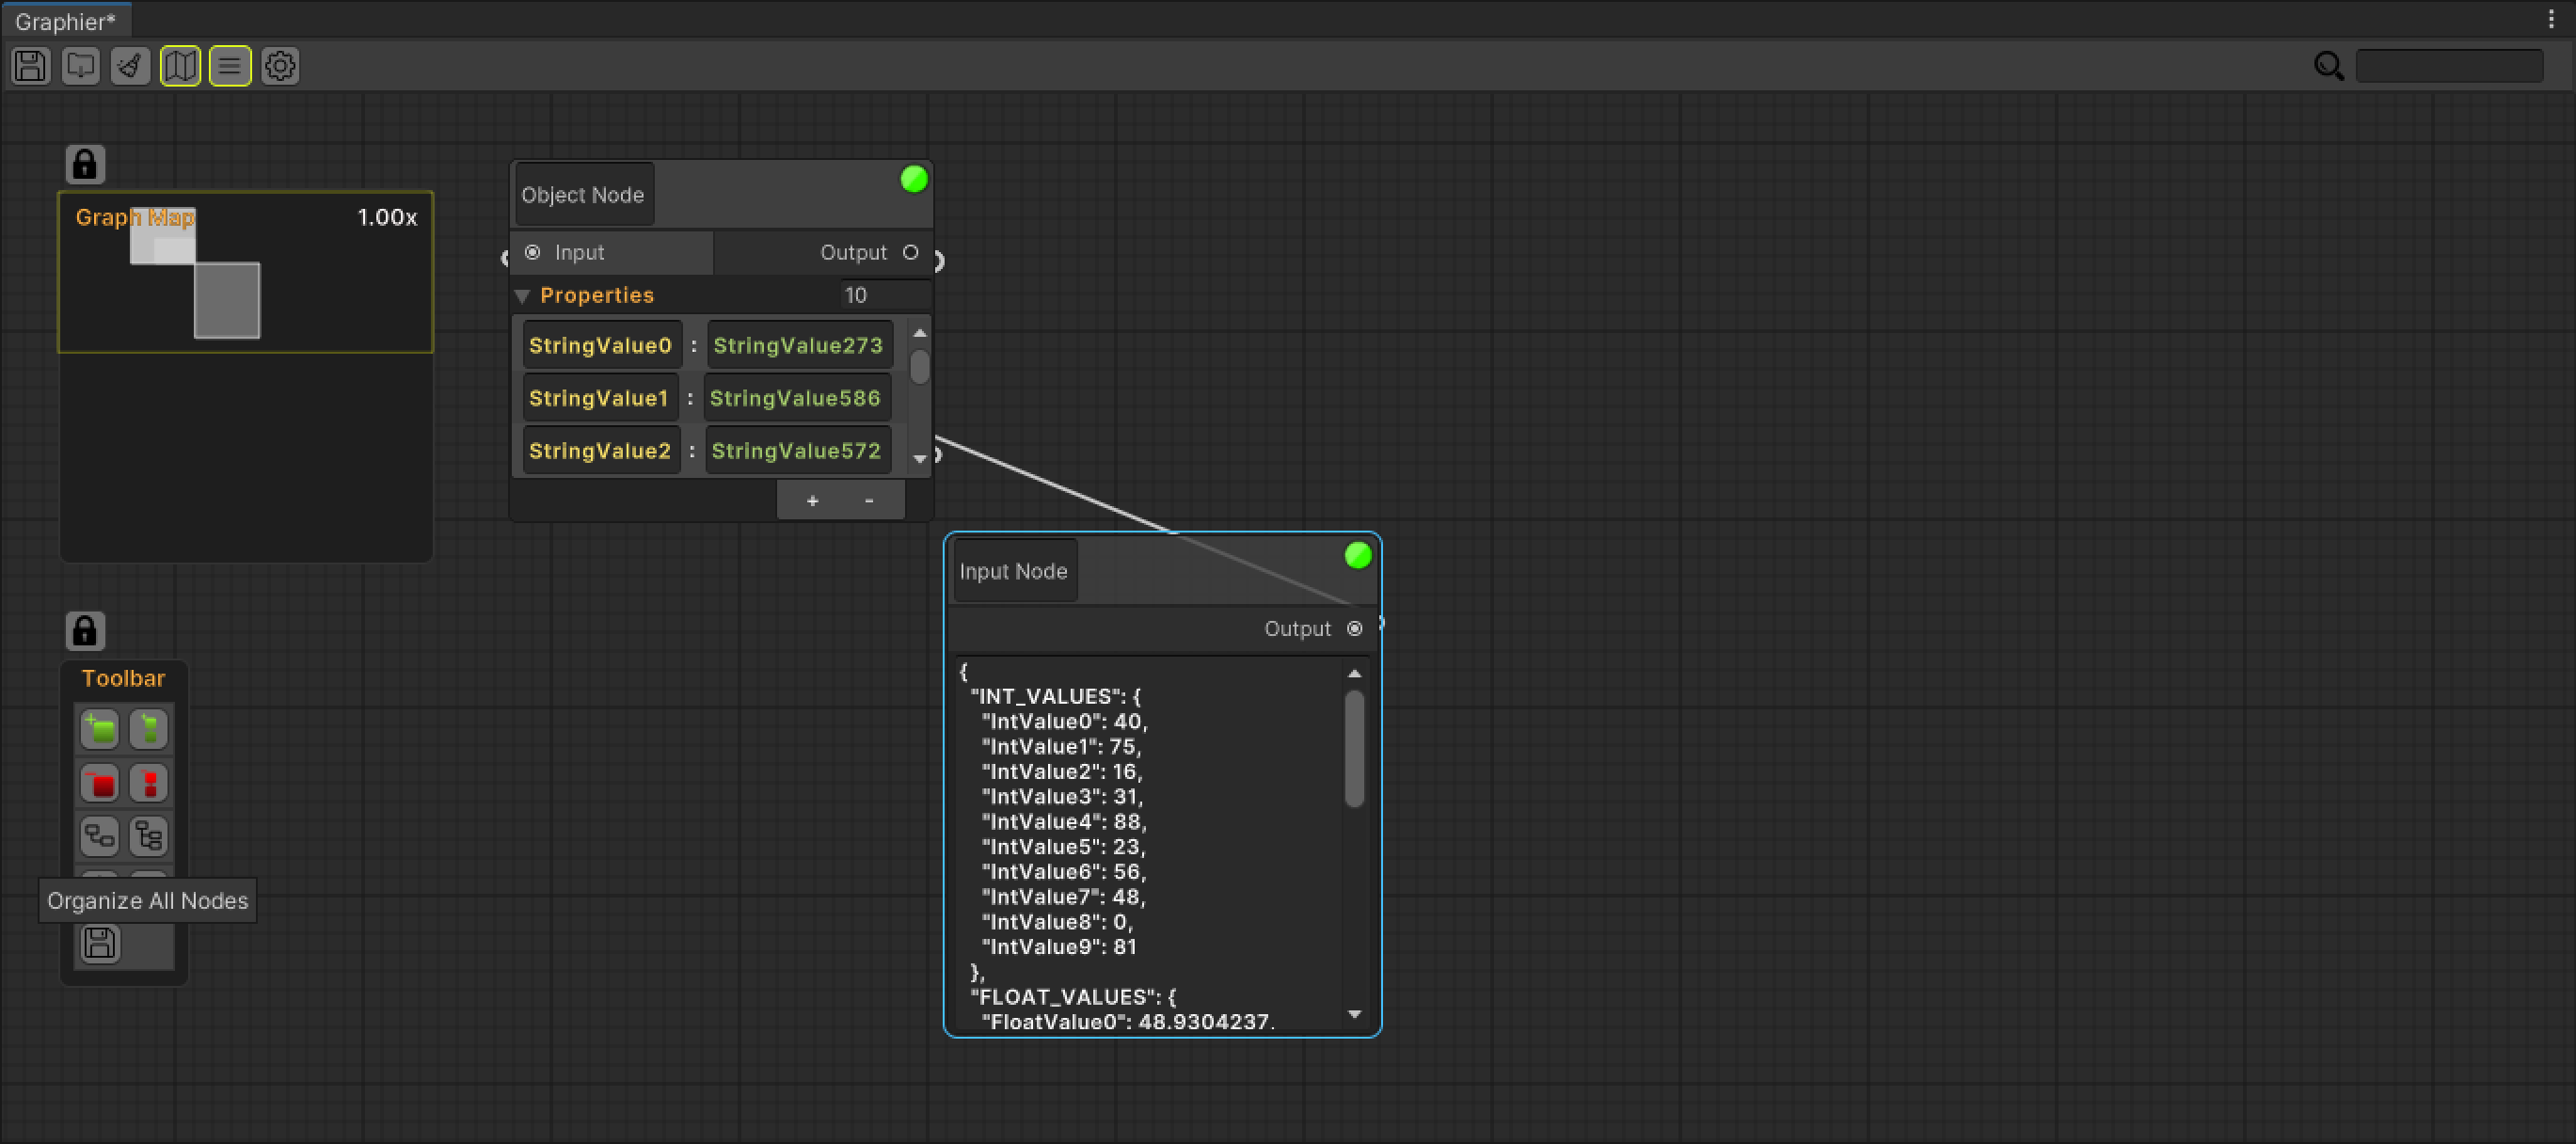 Graphier*
Graph Map 1.00x
Object Node
Input Output
Properties 10
StringValue0 : StringValue273
StringValue1 : StringValue586
StringValue2 : StringValue572
+ -
Input Node
Output
{
"INT_VALUES": {
"IntValue0": 40,
"IntValue1": 75,
"IntValue2": 16,
"IntValue3": 31,
"IntValue4": 88,
"IntValue5": 23,
"IntValue6": 56,
"IntValue7": 48,
"IntValue8": 0,
"IntValue9": 81
},
"FLOAT_VALUES": {
"FloatValue0": 48.9304237.
Toolbar
Organize All Nodes